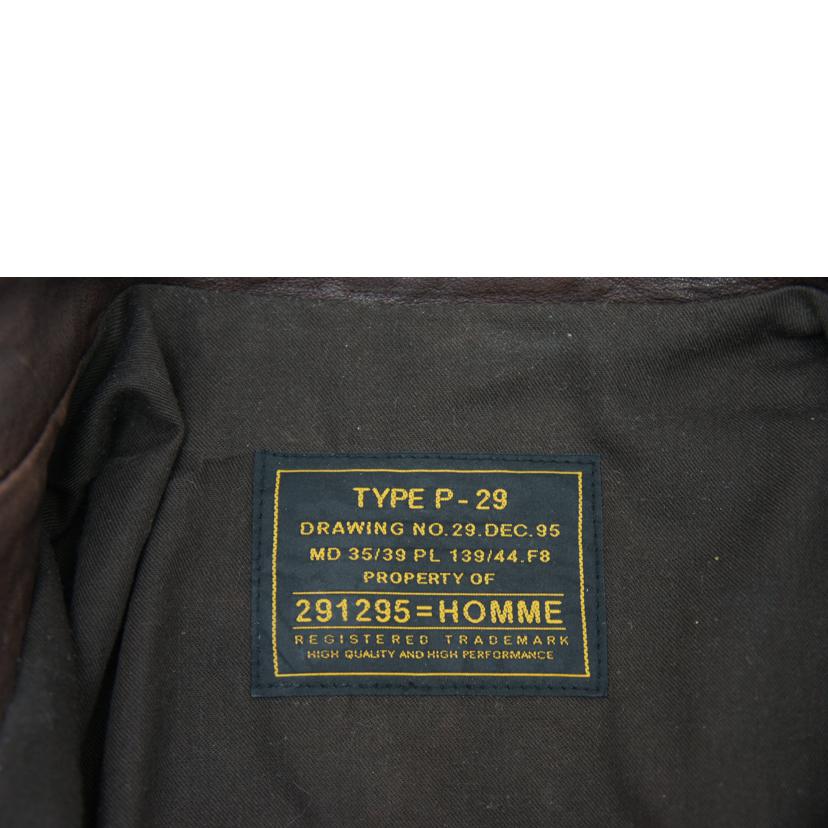 TYPE P-29
DRAWING NO.29.DEC.95
MD 35/39 PL 139/44.F8
PROPERTY OF
291295=HOMME
REGISTERED TRADEMARK
HIGH QUALITY AND HIGH PERFORMANCE